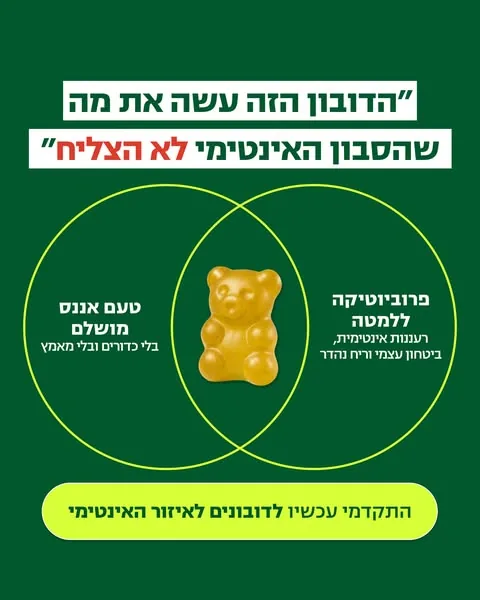 "הדובון הזה עשה את מה
שהסבון האינטימי לא הצליח"
פרוביוטיקה
ללמטה
רעננות אינטימית,
ביטחון עצמי וריח נהדר
טעם אננס
מושלם
בלי כדורים ובלי מאמץ
התקדמי עכשיו לדובונים לאיזור האינטימי